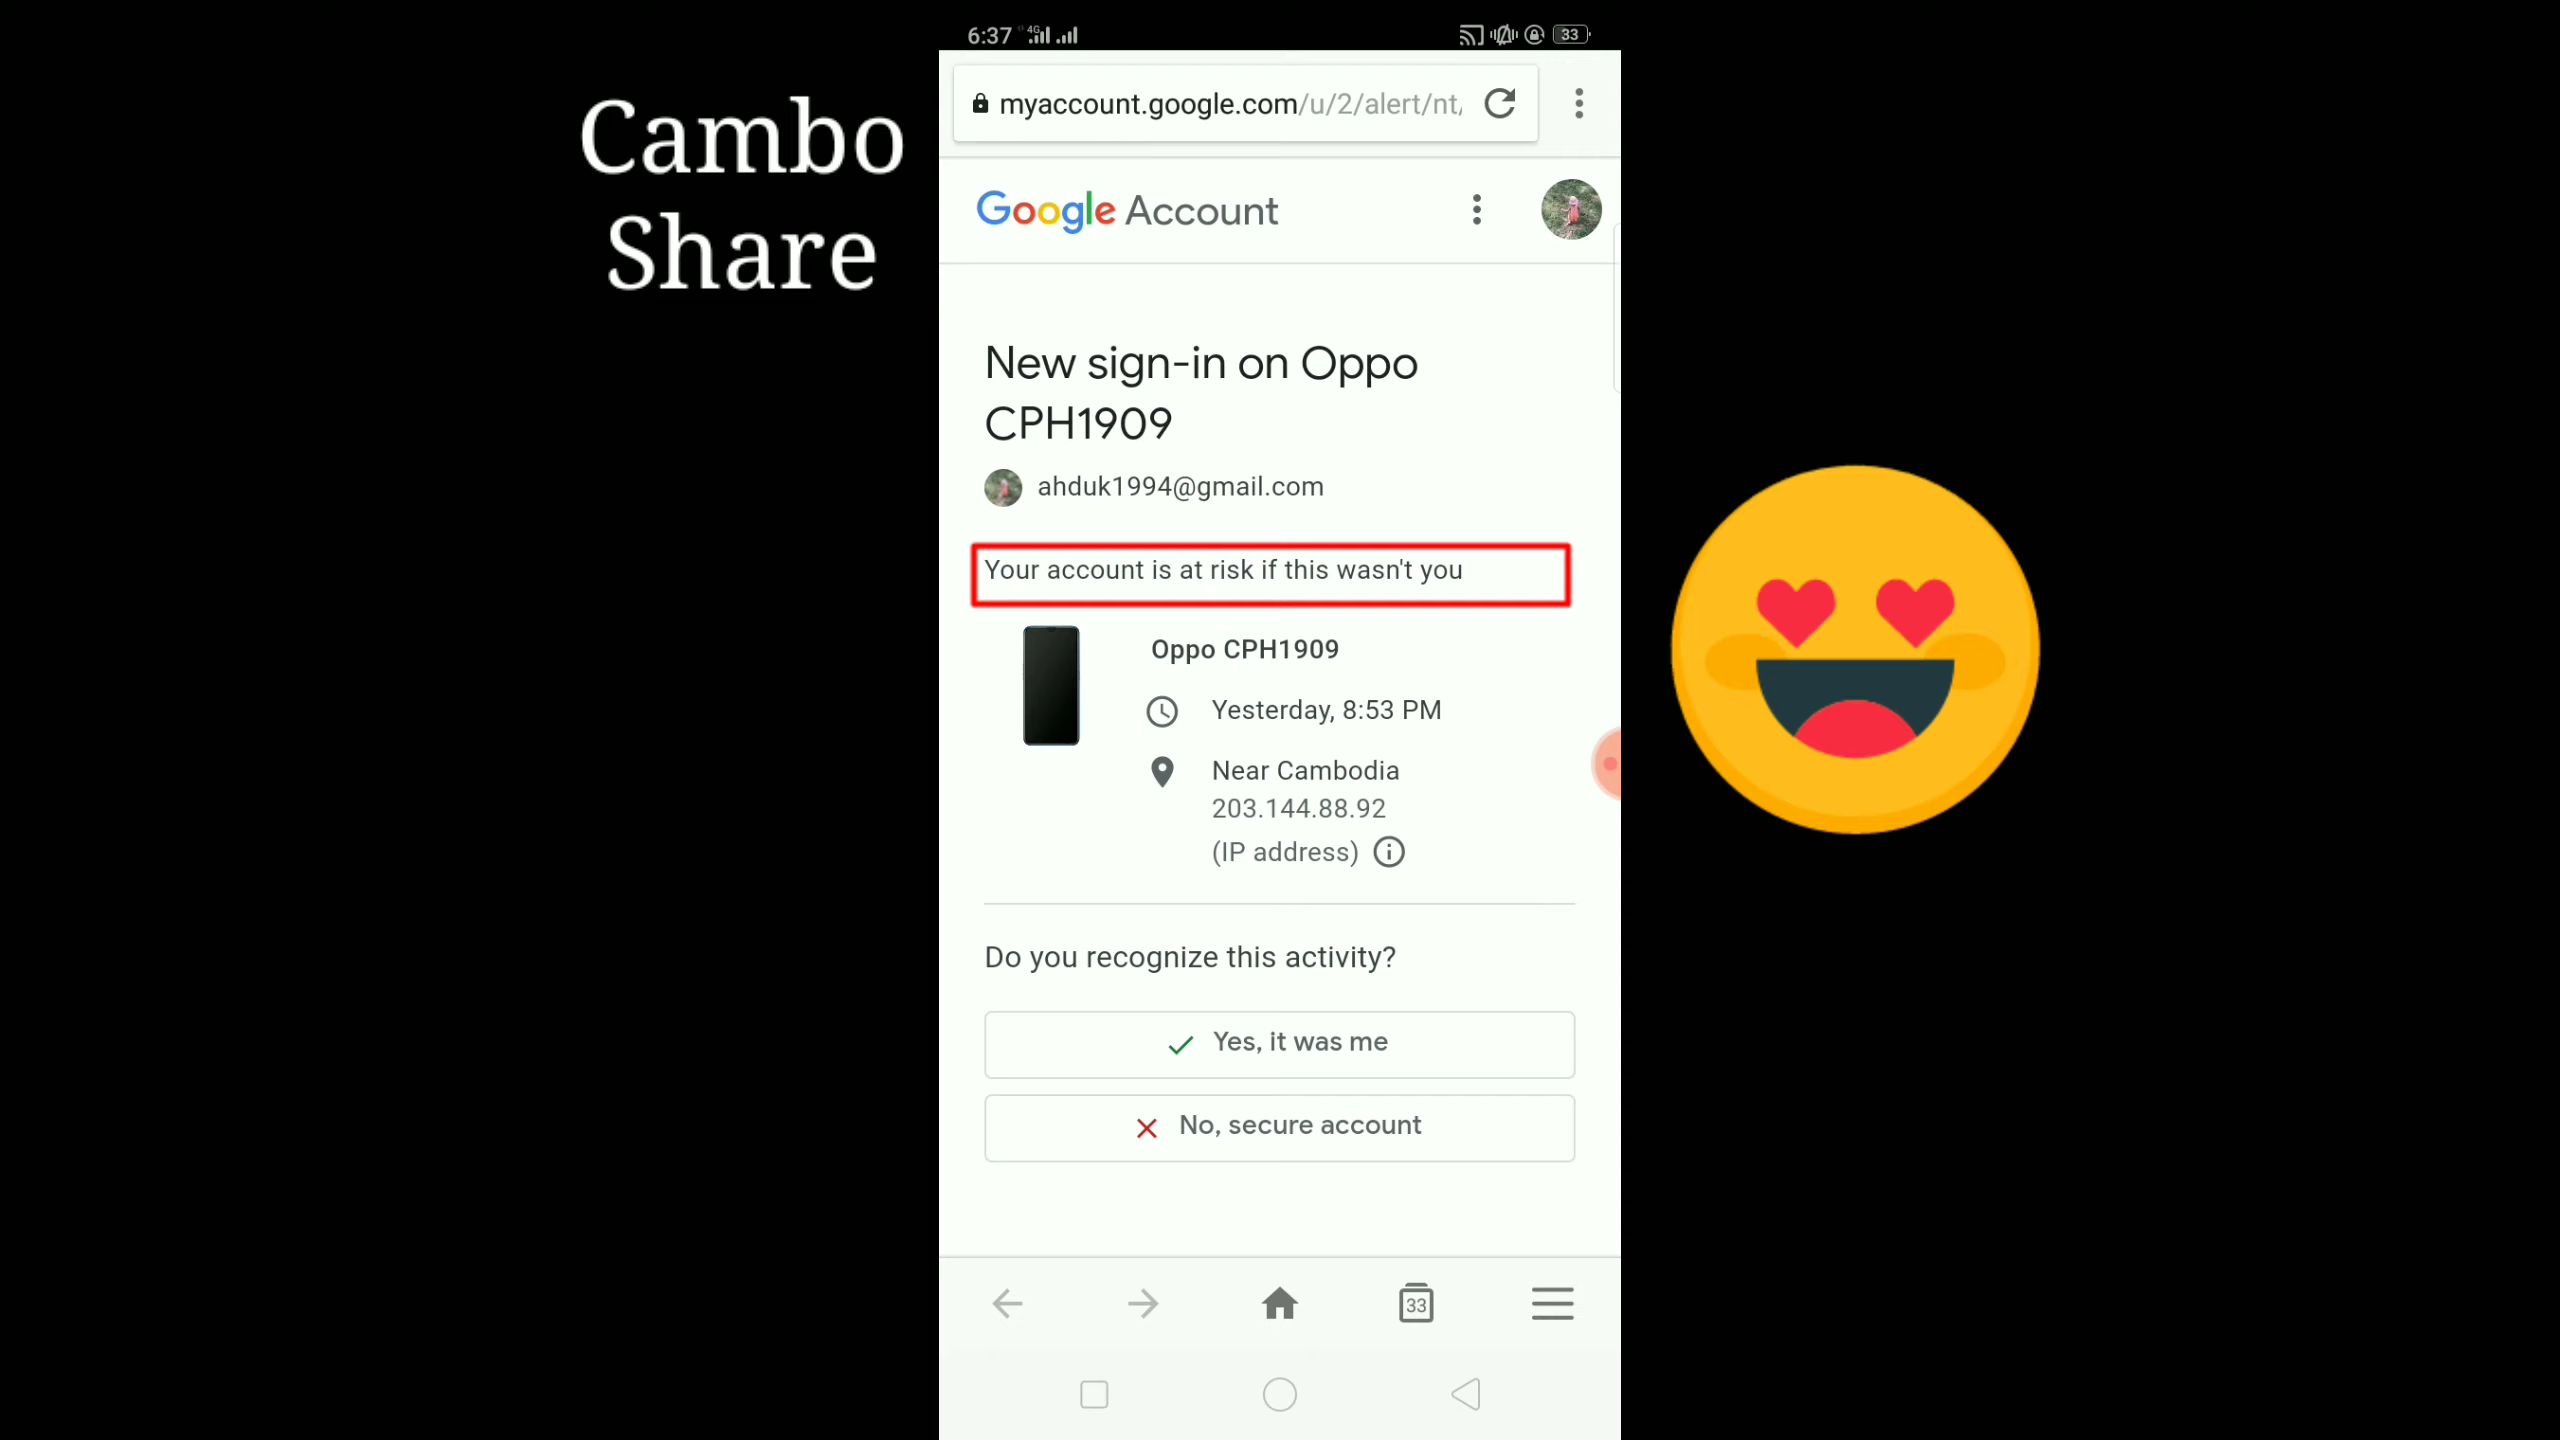 Cambo
Share
6:37 4G 33
myaccount.google.com/u/2/alert/nt/
Google Account
New sign-in on Oppo
CPH1909
ahduk1994@gmail.com
Your account is at risk if this wasn't you
Oppo CPH1909
Yesterday, 8:53 PM
Near Cambodia
203.144.88.92
(IP address)
Do you recognize this activity?
Yes, it was me
No, secure account
33